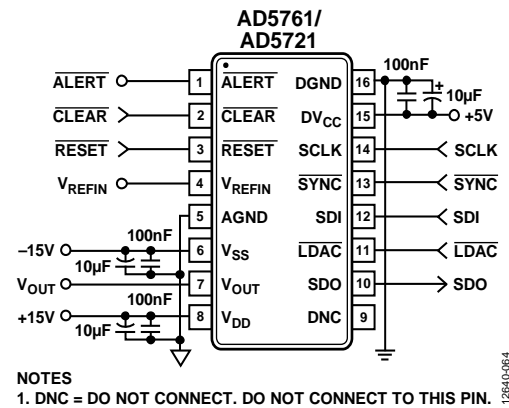 AD5761/
AD5721
100nF
ALERT 1 ALERT DGND 16
10µF
CLEAR 2 CLEAR DVCC 15 +5V
RESET 3 RESET SCLK 14 SCLK
VREFIN 4 VREFIN SYNC 13 SYNC
5 AGND SDI 12 SDI
100nF
–15V 6 VSS LDAC 11 LDAC
10µF
VOUT 7 VOUT SDO 10 SDO
100nF
+15V 8 VDD DNC 9
10µF
NOTES
1. DNC = DO NOT CONNECT. DO NOT CONNECT TO THIS PIN.
12640-064